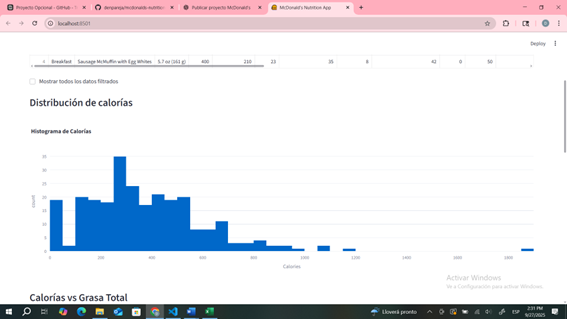 Proyecto Opcional - GitHub - T
denpareja/mcdonalds-nutrition
Publicar proyecto McDonald's
McDonald's Nutrition App
localhost:8501
Deploy
Breakfast Sausage McMuffin with Egg Whites 5.7 oz (161 g) 400 210 23 35 8 42 0 50
Mostrar todos los datos filtrados
Distribución de calorías
Histograma de Calorías
35
30
25
20
15
10
5
0
count
0 200 400 600 800 1000 1200 1400 1600 1800
Calories
Activar Windows
Ve a Configuración para activar Windows.
Calorías vs Grasa Total
Lloverá pronto
ESP
2:31 PM
9/27/2025